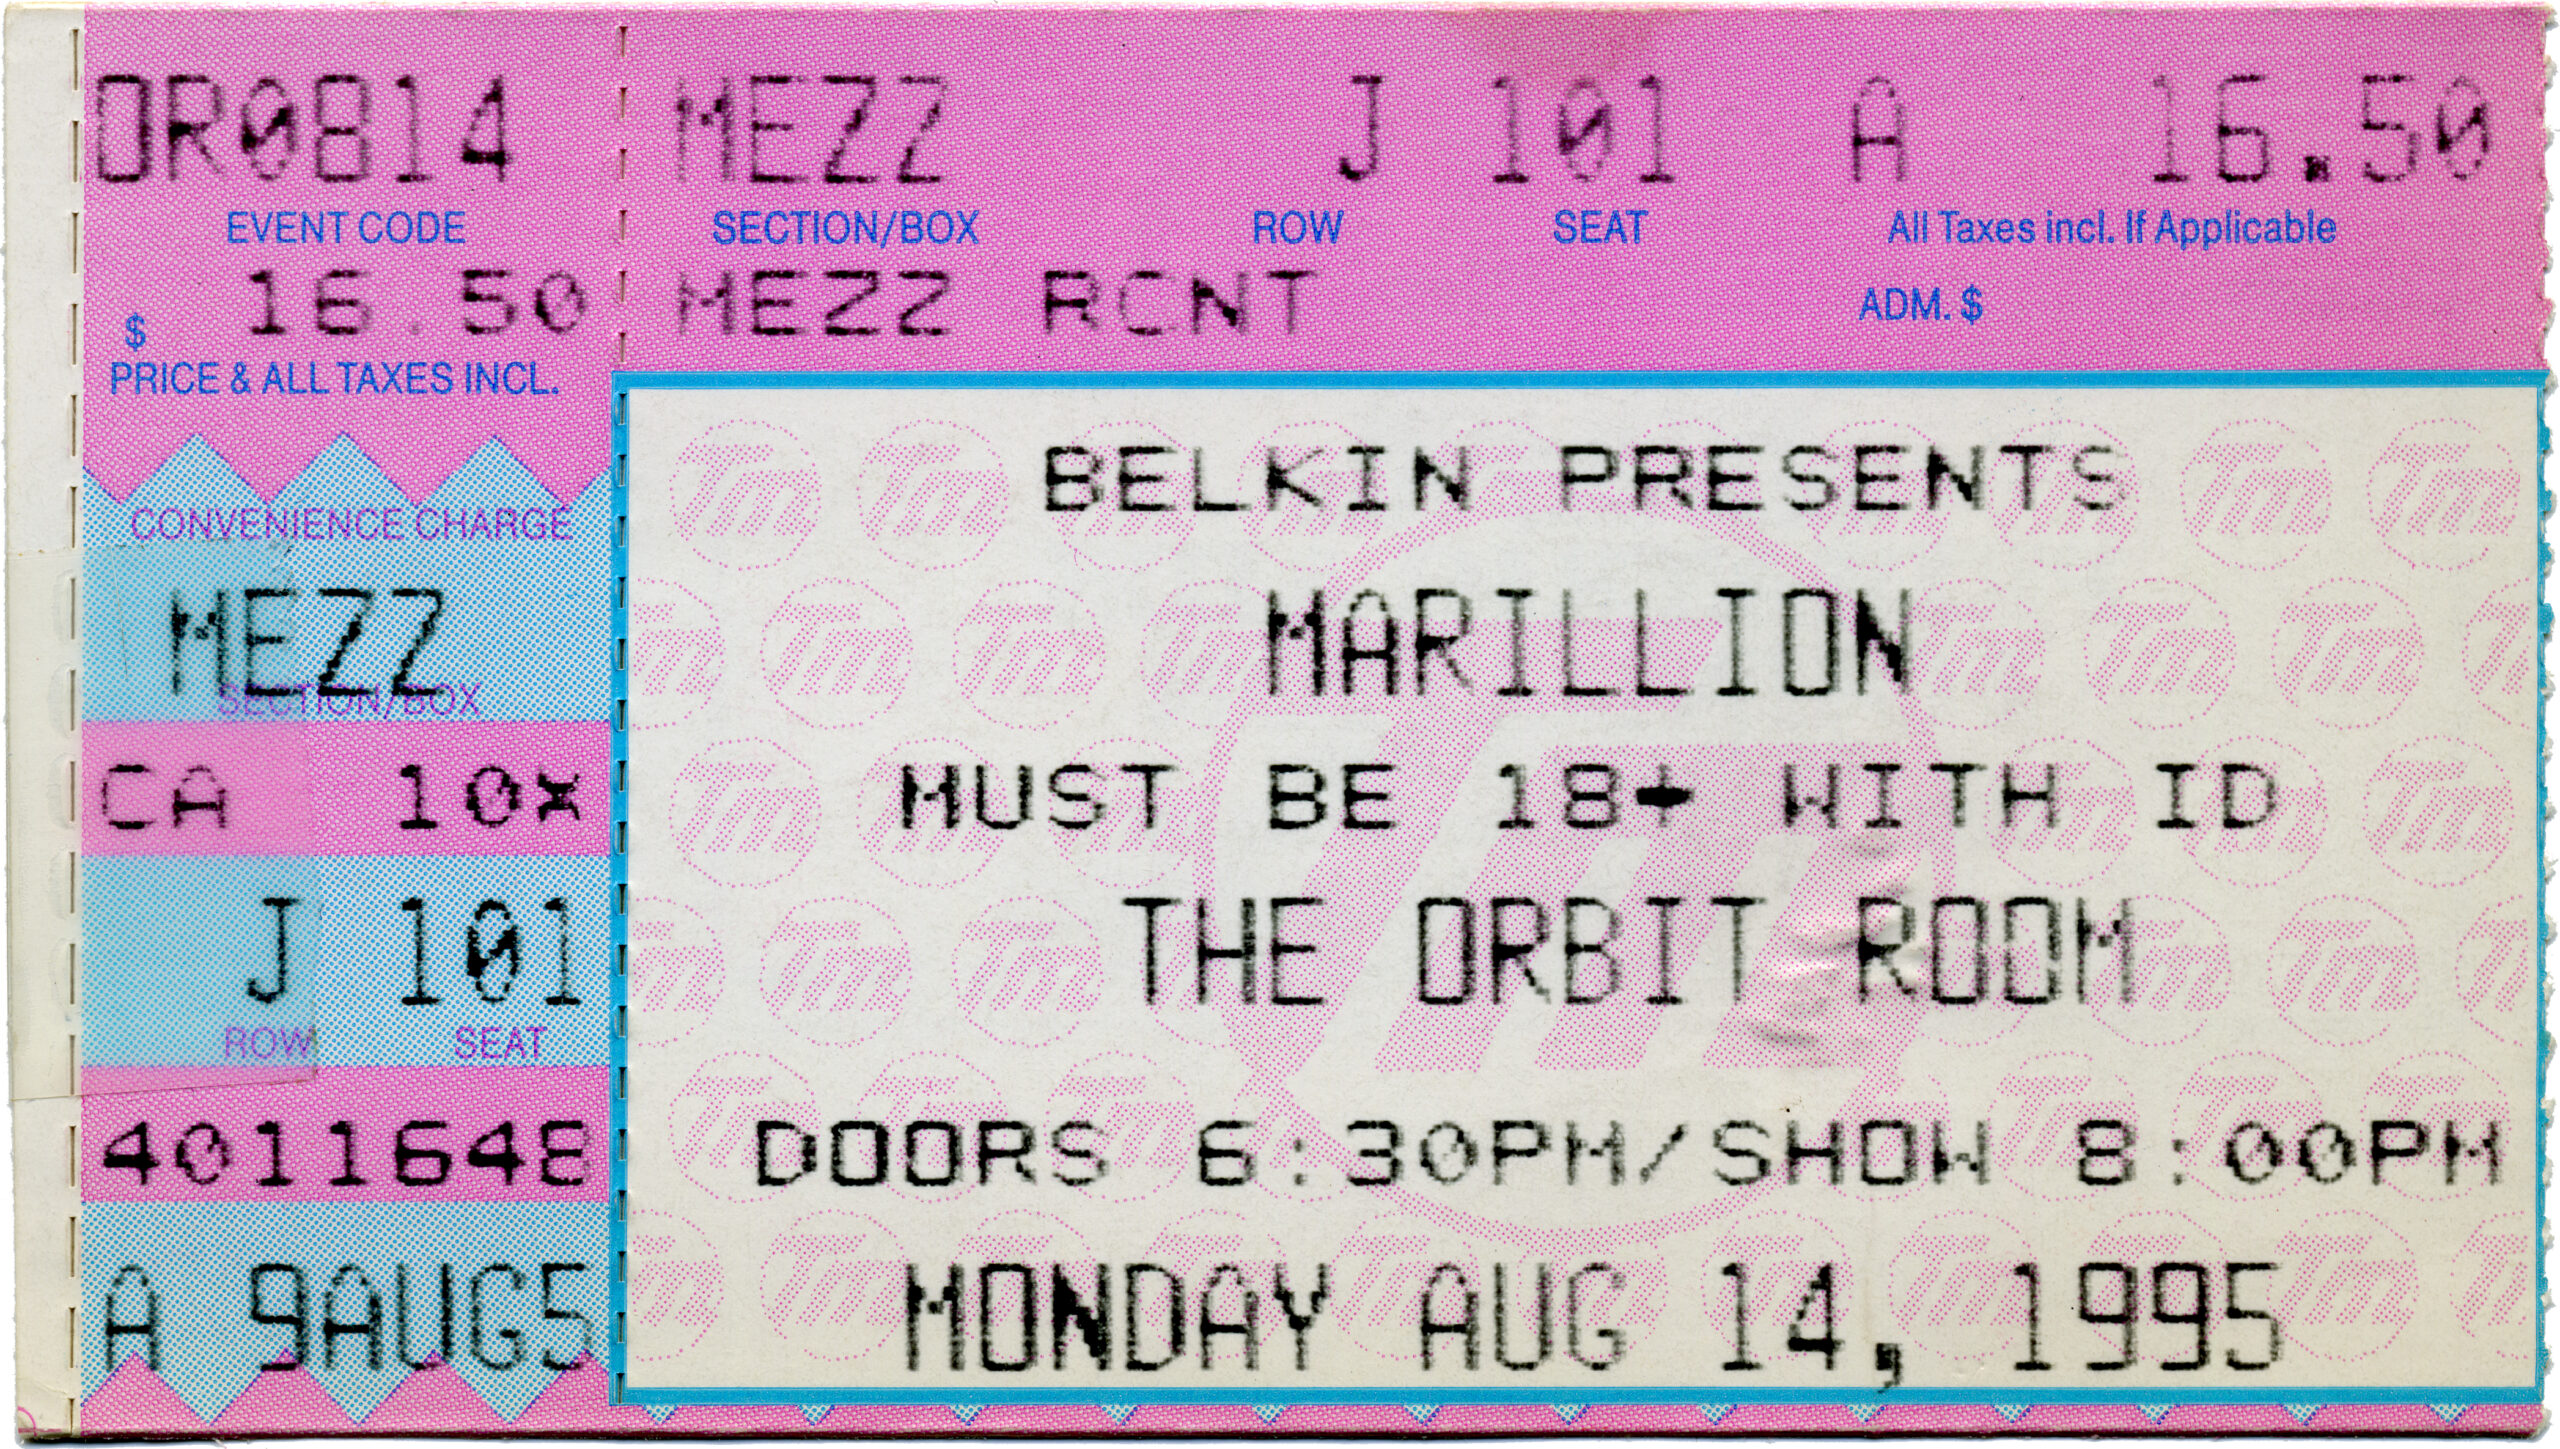 OR0814 MEZZ J 101 A 16.50
EVENT CODE SECTION/BOX ROW SEAT All Taxes incl. If Applicable
$ 16.50 MEZZ RCNT ADM. $
PRICE & ALL TAXES INCL.
CONVENIENCE CHARGE
MEZZ
SECTION/BOX
CA 10X
J 101
ROW SEAT
4011648
A 9AUG5
BELKIN PRESENTS
MARILLION
MUST BE 18+ WITH ID
THE ORBIT ROOM
DOORS 6:30PM/SHOW 8:00PM
MONDAY AUG 14, 1995